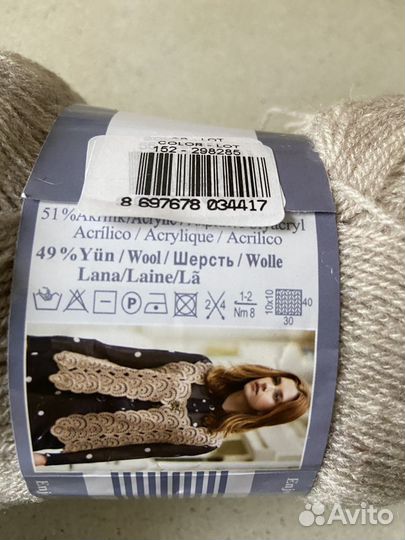 COLOR - LOT
152 - 298285
8 697678 034417
51% Akrilik/Acrylic
Acrílico / Acrylique / Acrilico
49% Yün / Wool / Шерсть / Wolle
Lana/Laine/Lã
P 2 4 1-2 Nm 8 10x10 40 30
Avito